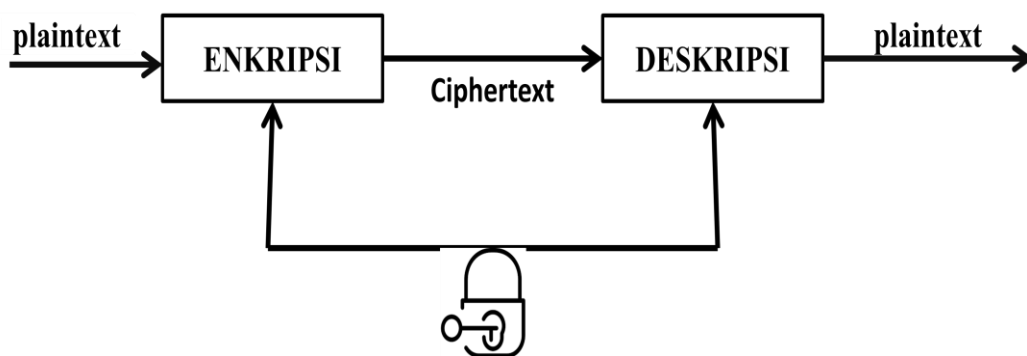 plaintext
ENKRIPSI
Ciphertext
DESKRIPSI
plaintext